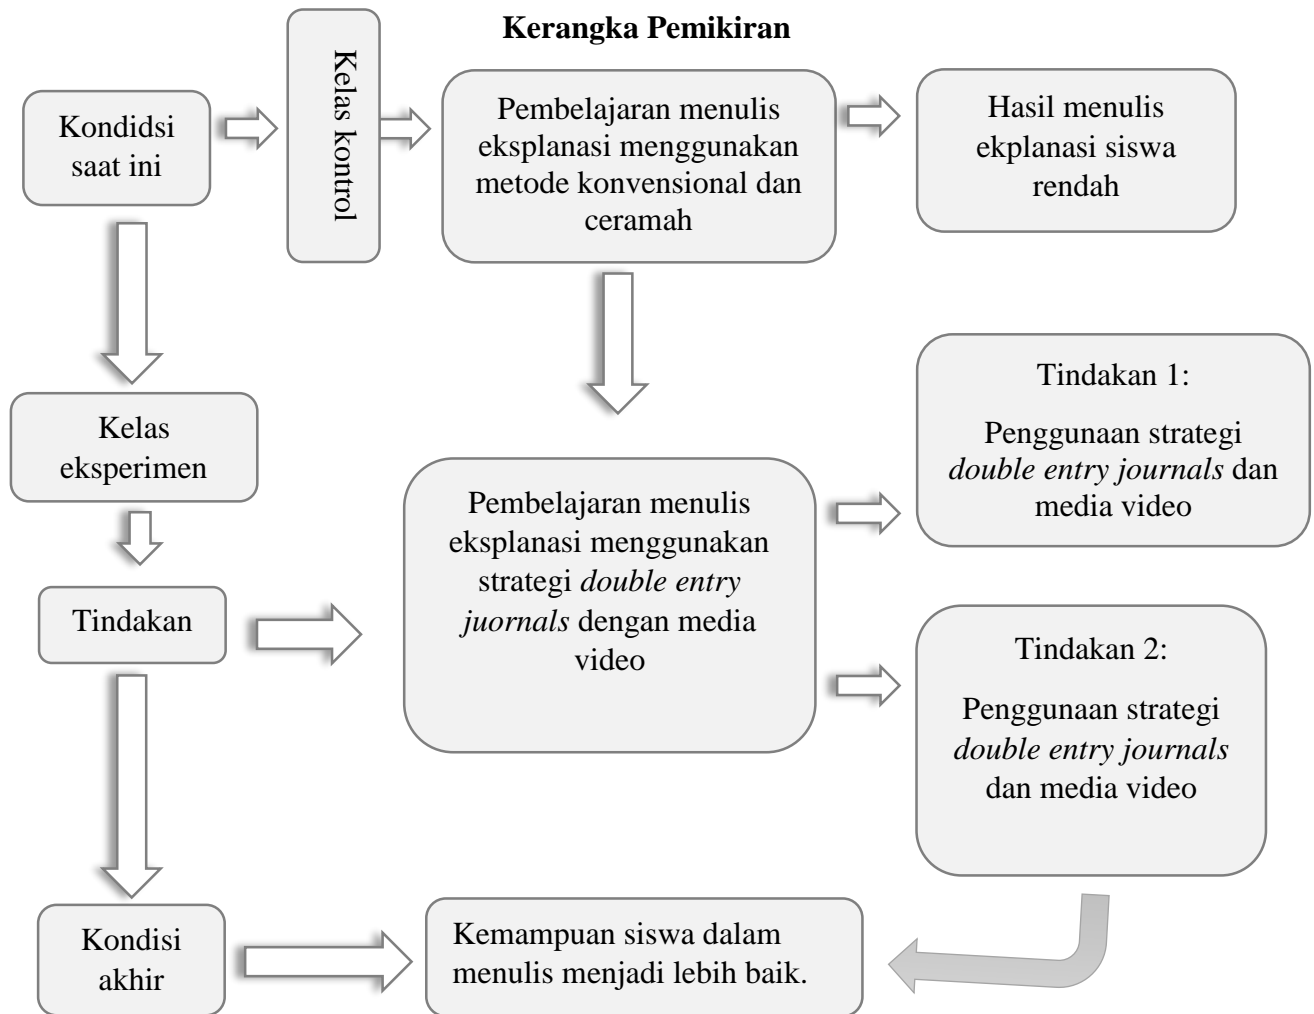 Kerangka Pemikiran
Kondidsi
saat ini
Kelas kontrol
Pembelajaran menulis
eksplanasi menggunakan
metode konvensional dan
ceramah
Hasil menulis
ekplanasi siswa
rendah
Kelas
eksperimen
Tindakan
Pembelajaran menulis
eksplanasi menggunakan
strategi double entry
juornals dengan media
video
Tindakan 1:
Penggunaan strategi
double entry journals dan
media video
Tindakan 2:
Penggunaan strategi
double entry journals
dan media video
Kondisi
akhir
Kemampuan siswa dalam
menulis menjadi lebih baik.